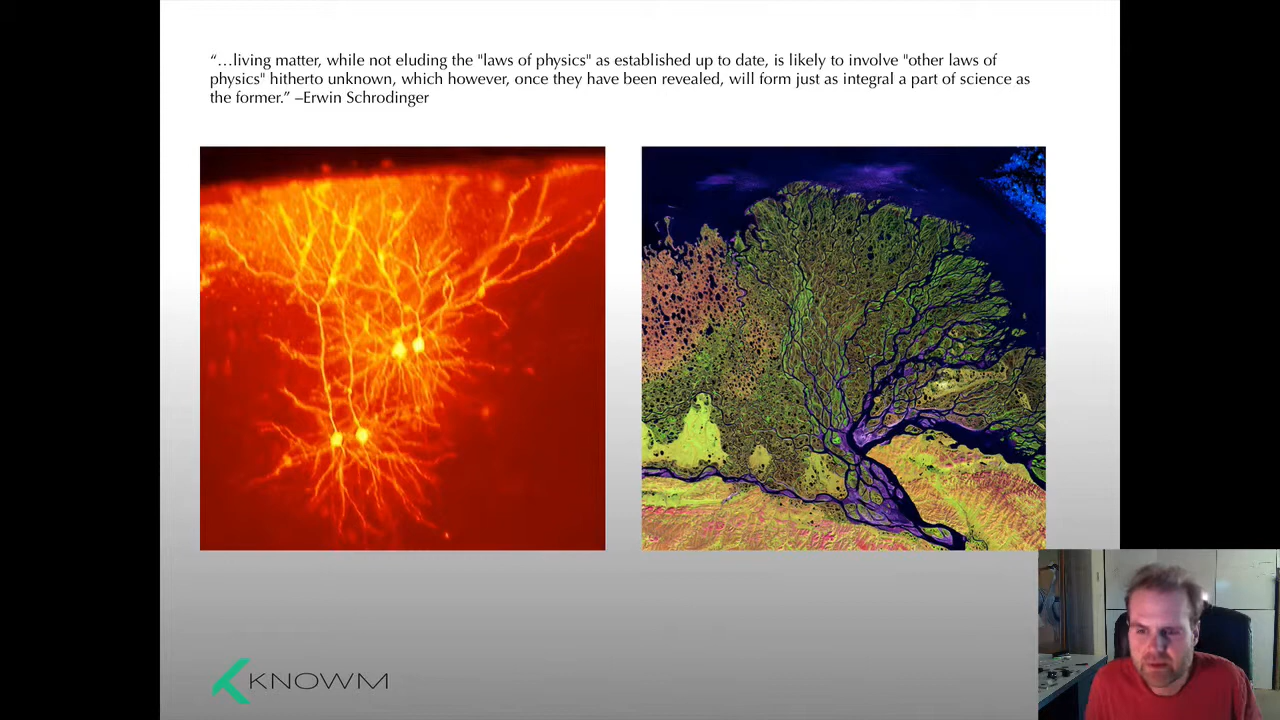 “…living matter, while not eluding the "laws of physics" as established up to date, is likely to involve "other laws of
physics" hitherto unknown, which however, once they have been revealed, will form just as integral a part of science as
the former.” –Erwin Schrodinger
KNOWM